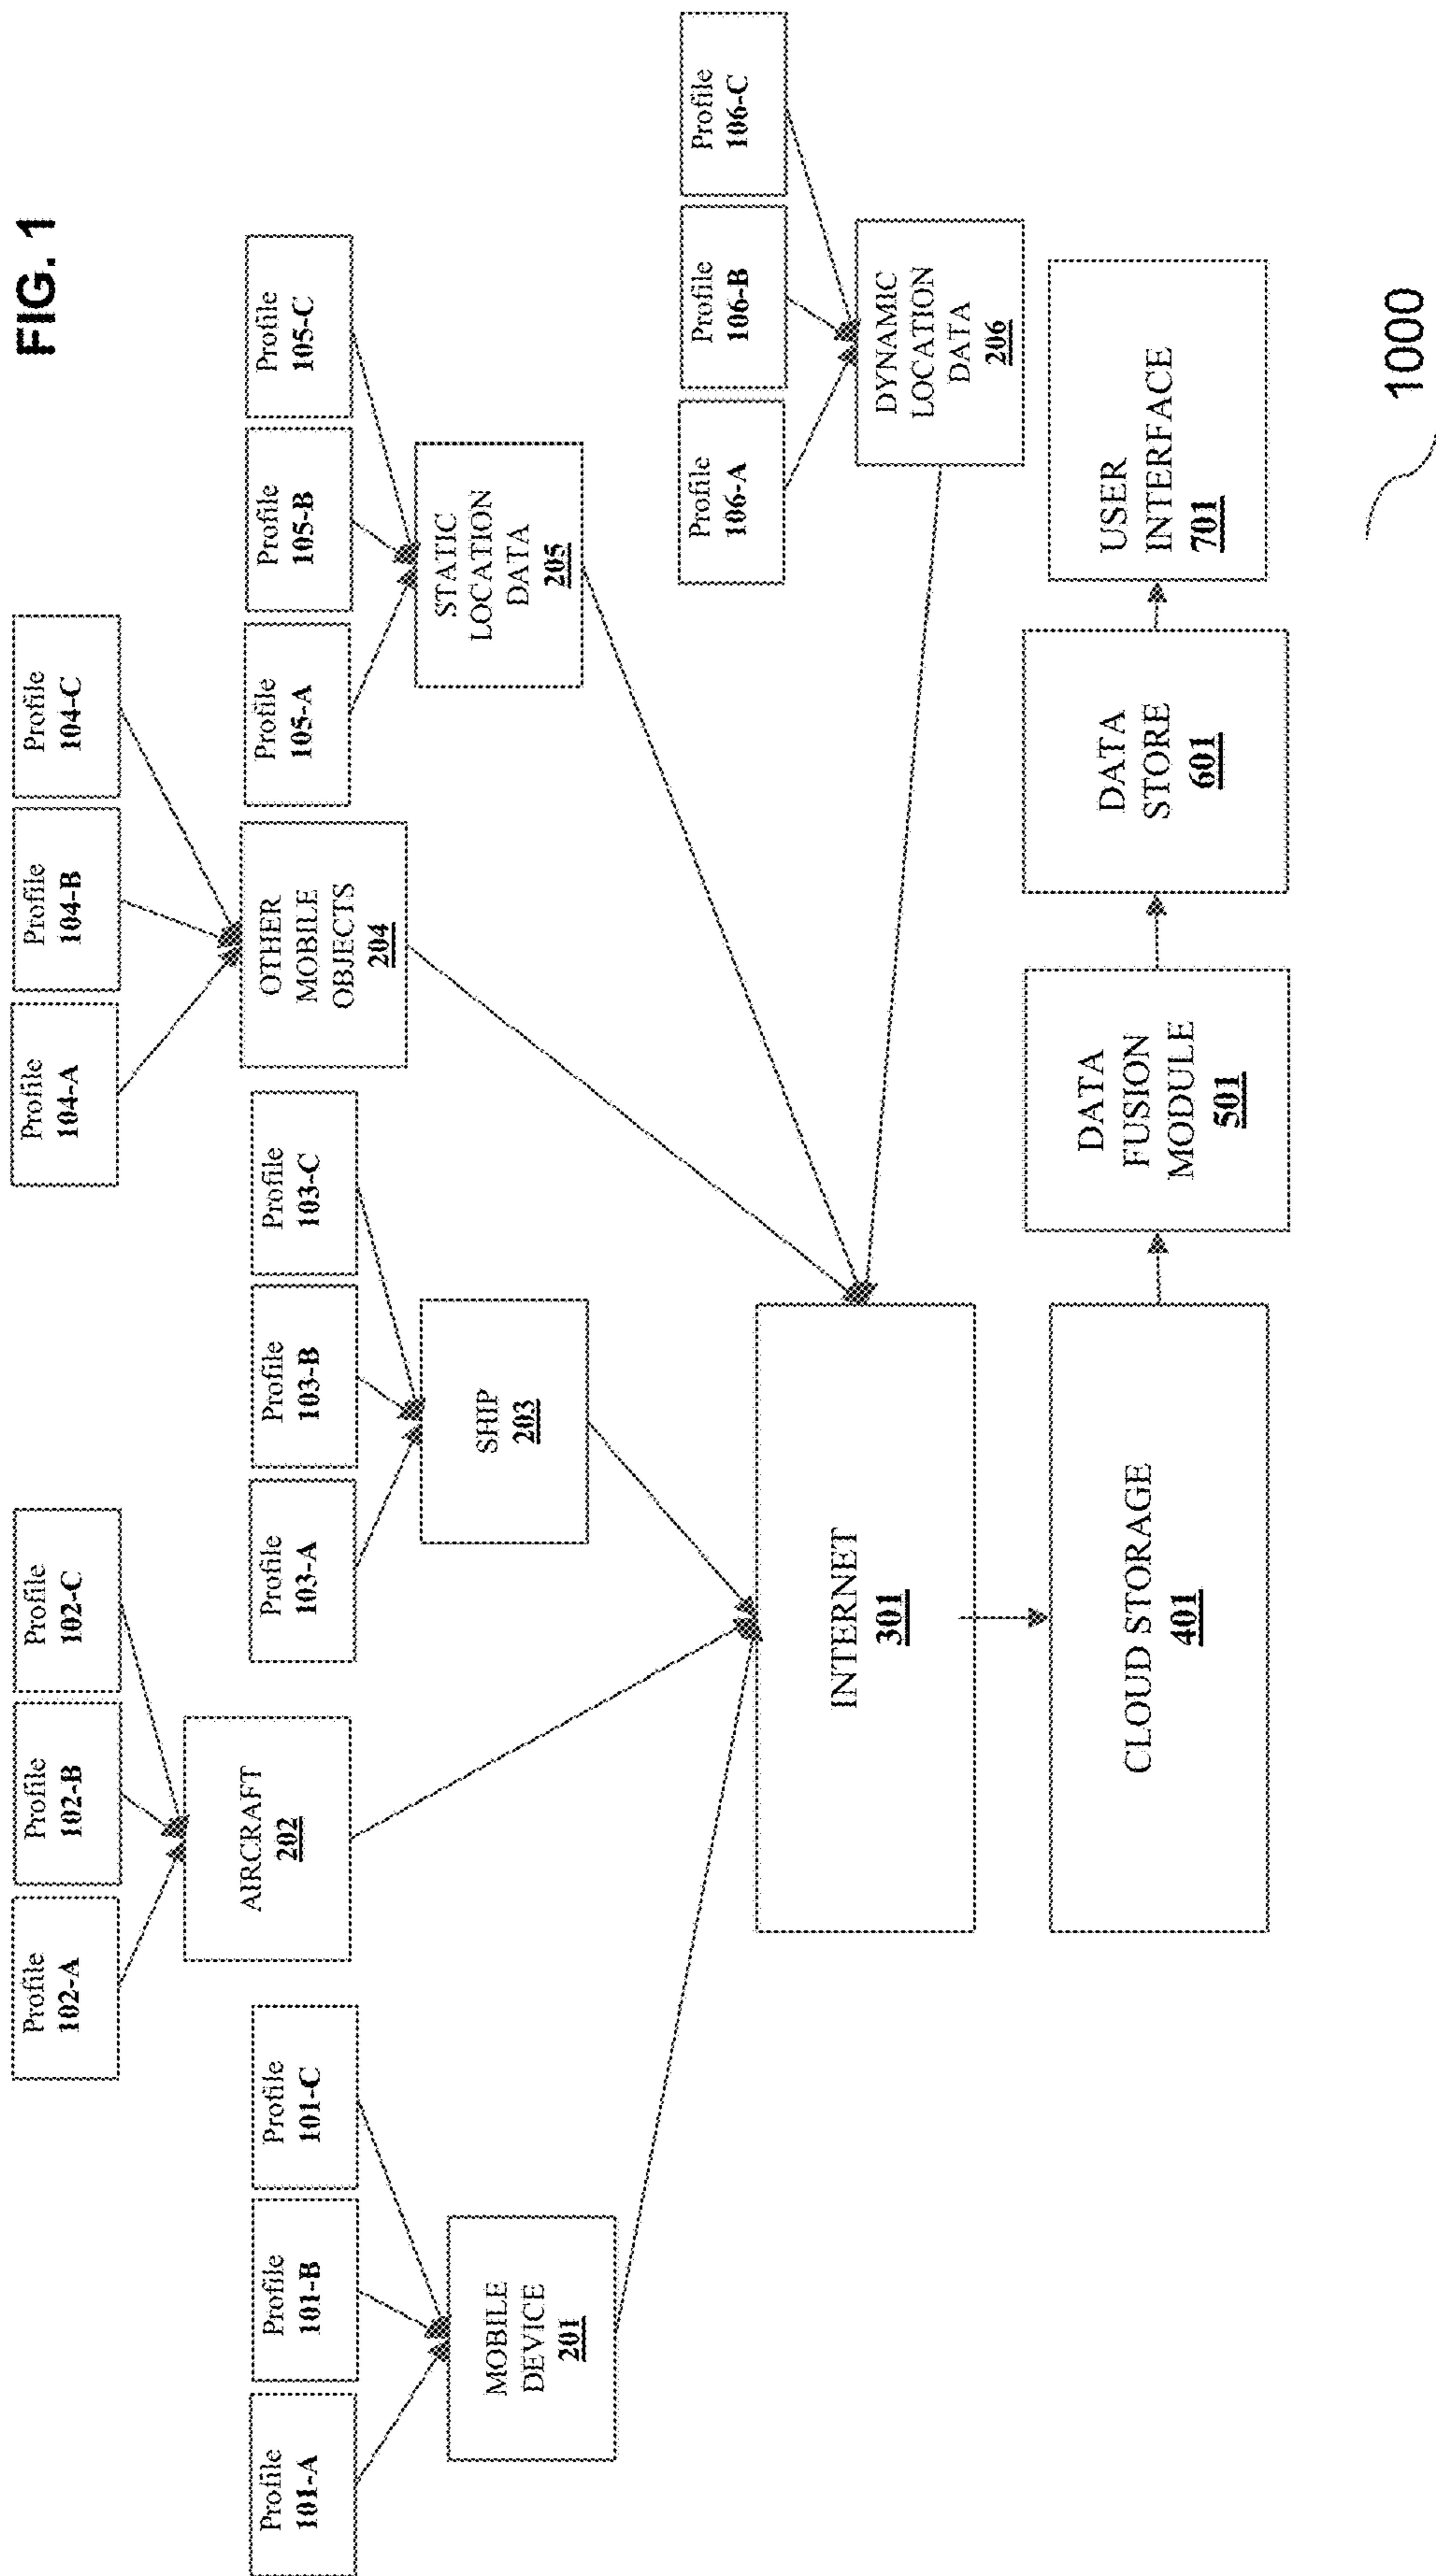 FIG. 1
Profile
102-A
Profile
102-B
Profile
102-C
Profile
104-A
Profile
104-B
Profile
104-C
Profile
101-A
Profile
101-B
Profile
101-C
AIRCRAFT
202
Profile
103-A
Profile
103-B
Profile
103-C
OTHER
MOBILE
OBJECTS
204
Profile
105-A
Profile
105-B
Profile
105-C
MOBILE
DEVICE
201
SHIP
203
STATIC
LOCATION
DATA
205
Profile
106-A
Profile
106-B
Profile
106-C
INTERNET
301
DYNAMIC
LOCATION
DATA
206
CLOUD STORAGE
401
DATA
FUSION
MODULE
501
DATA
STORE
601
USER
INTERFACE
701
1000